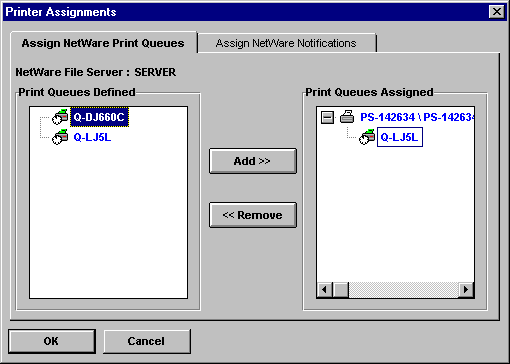 Printer Assignments
Assign NetWare Print Queues
Assign NetWare Notifications
NetWare File Server : SERVER
Print Queues Defined
Q-DJ660C
Q-LJ5L
Add >>
<< Remove
Print Queues Assigned
PS-142634 \ PS-142634
Q-LJ5L
OK
Cancel